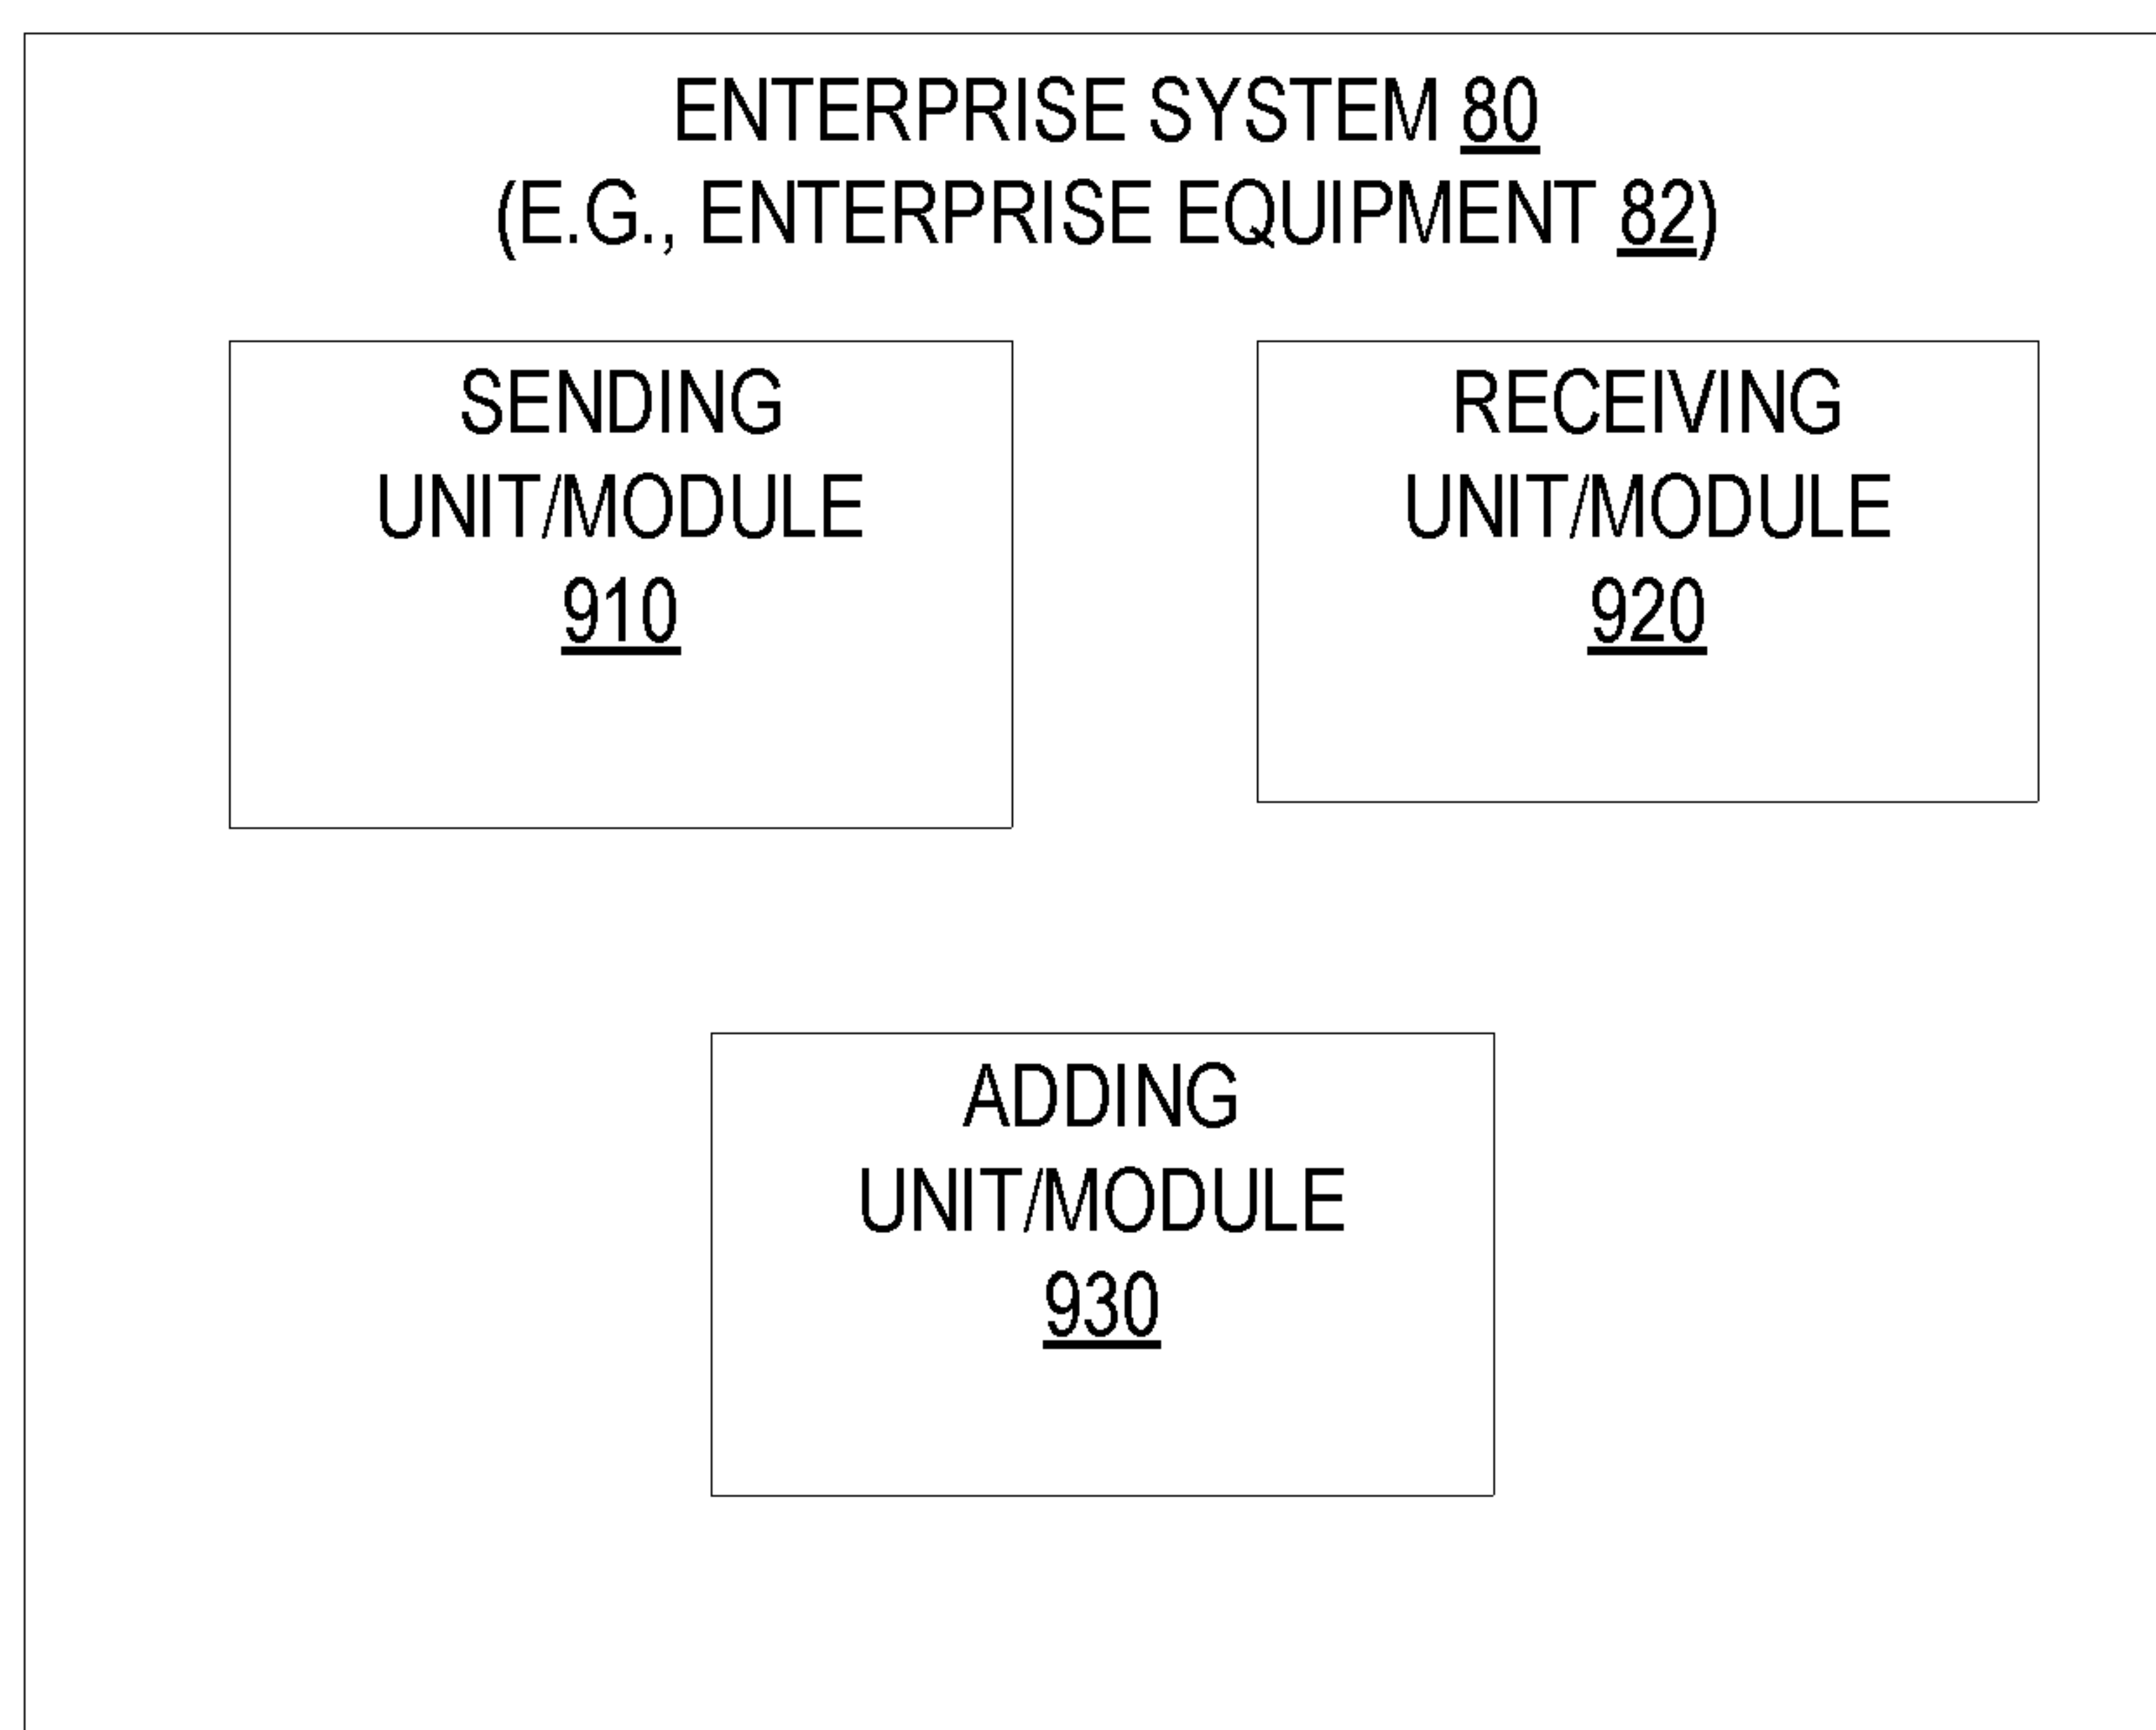 ENTERPRISE SYSTEM 80
(E.G., ENTERPRISE EQUIPMENT 82)
SENDING
UNIT/MODULE
910
RECEIVING
UNIT/MODULE
920
ADDING
UNIT/MODULE
930